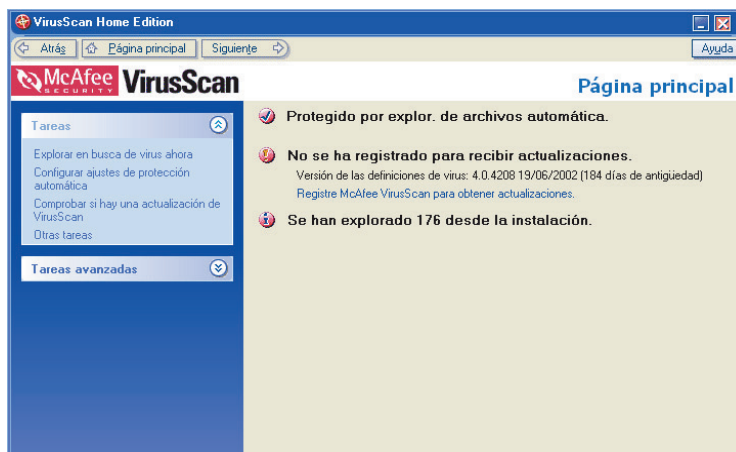 VirusScan Home Edition
Atrás Página principal Siguiente Ayuda
McAfee SECURITY VirusScan
Página principal
Tareas
Explorar en busca de virus ahora
Configurar ajustes de protección
automática
Comprobar si hay una actualización de
VirusScan
Otras tareas
Tareas avanzadas
Protegido por explor. de archivos automática.
No se ha registrado para recibir actualizaciones.
Versión de las definiciones de virus: 4.0.4208 19/06/2002 (184 días de antigüedad)
Registre McAfee VirusScan para obtener actualizaciones.
Se han explorado 176 desde la instalación.